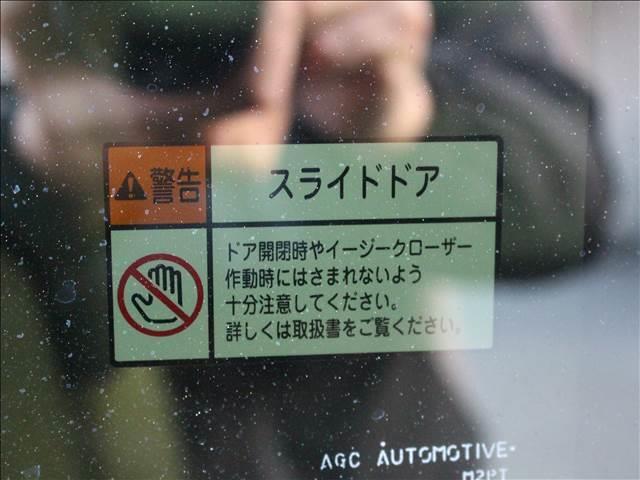 警告
スライドドア
ドア開閉時やイージークローザー
作動時にはさまれないよう
十分注意してください。
詳しくは取扱書をご覧ください。
AGC AUTOMOTIVE
M2PT